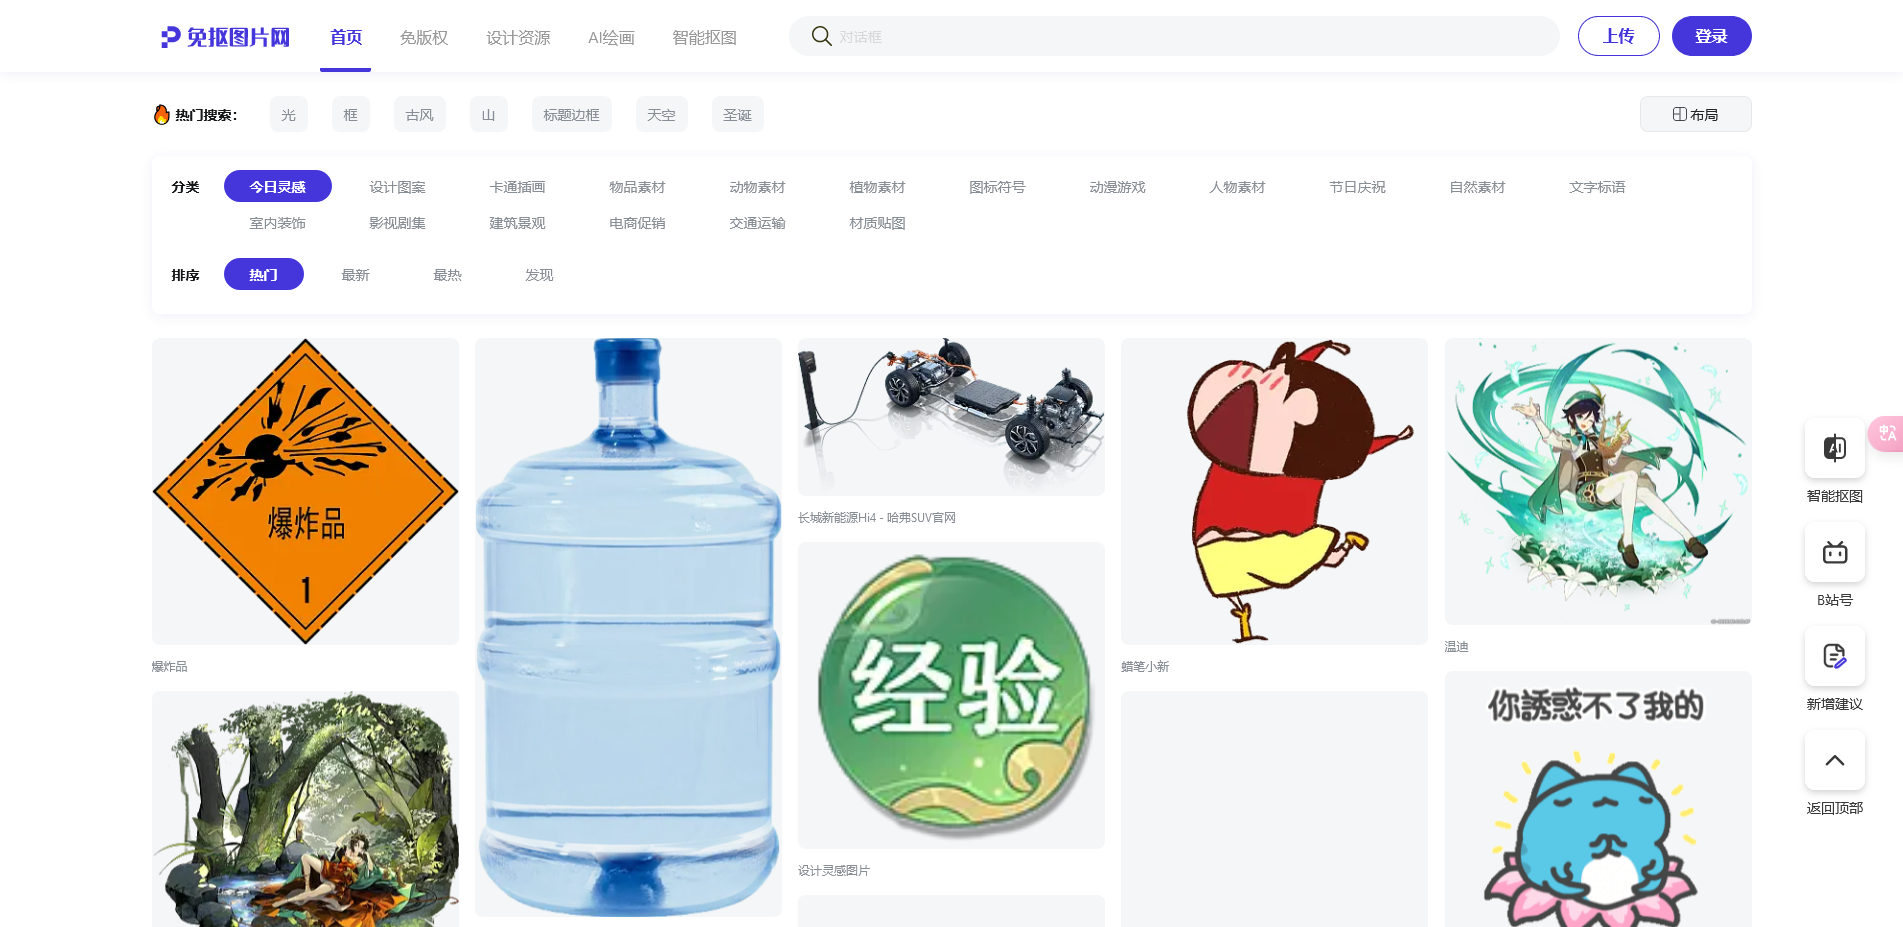 免抠图片网
首页 免版权 设计资源 AI绘画 智能抠图
对话框
上传 登录
热门搜索: 光 框 古风 山 标题边框 天空 圣诞
布局
分类 今日灵感 设计图案 卡通插画 物品素材 动物素材 植物素材 图标符号 动漫游戏 人物素材 节日庆祝 自然素材 文字标语
室内装饰 影视剧集 建筑景观 电商促销 交通运输 材质贴图
排序 热门 最新 最热 发现
爆炸品
1
爆炸品
长城新能源Hi4 - 哈弗SUV官网
经验
设计灵感图片
蜡笔小新
温迪
你誘惑不了我的
AI
智能抠图
B站号
新增建议
返回顶部
中
A